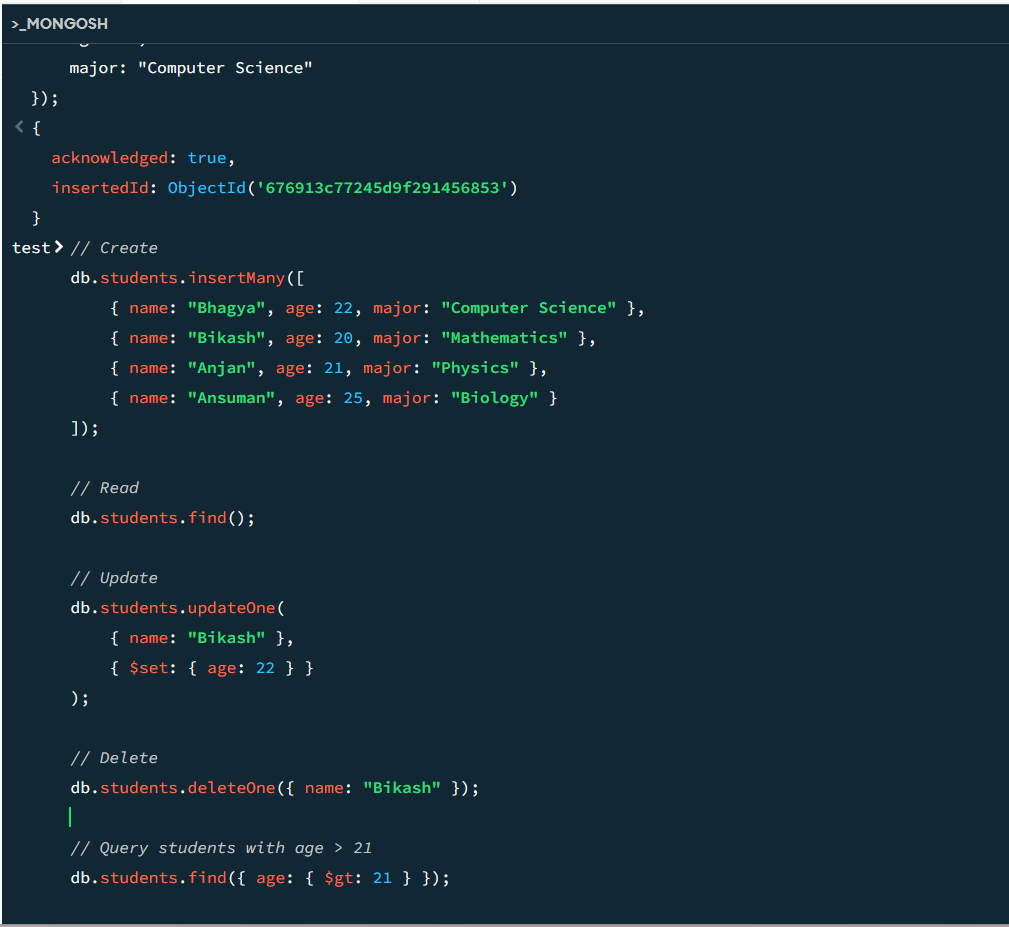 >_MONGOSH
major: "Computer Science"
});
< {
acknowledged: true,
insertedId: ObjectId('676913c77245d9f291456853')
}
test> // Create
db.students.insertMany([
{ name: "Bhagya", age: 22, major: "Computer Science" },
{ name: "Bikash", age: 20, major: "Mathematics" },
{ name: "Anjan", age: 21, major: "Physics" },
{ name: "Ansuman", age: 25, major: "Biology" }
]);
// Read
db.students.find();
// Update
db.students.updateOne(
{ name: "Bikash" },
{ $set: { age: 22 } }
);
// Delete
db.students.deleteOne({ name: "Bikash" });
// Query students with age > 21
db.students.find({ age: { $gt: 21 } });